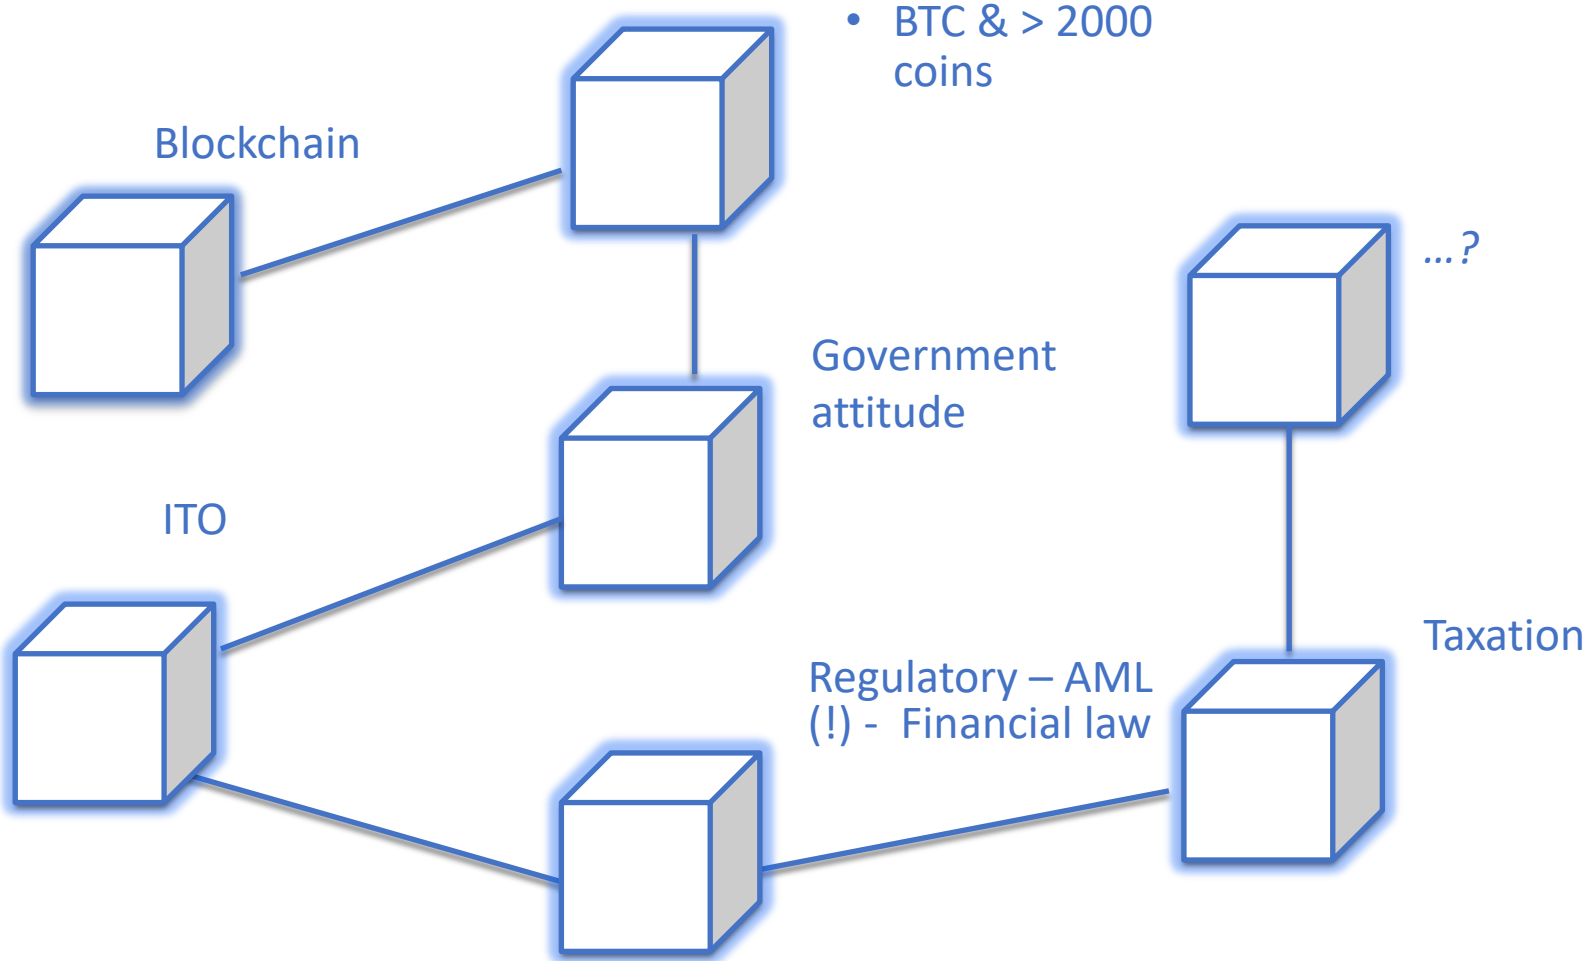 • BTC & > 2000
coins
Blockchain
...?
Government
attitude
ITO
Taxation
Regulatory – AML
(!) - Financial law